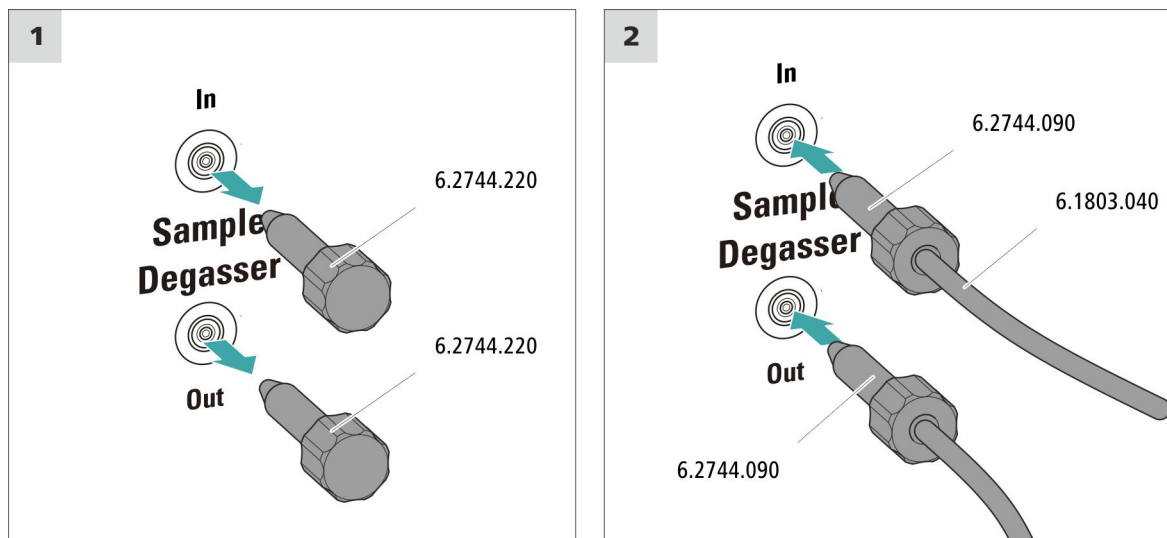 1
In
6.2744.220
Sample
Degasser
6.2744.220
Out
2
In
6.2744.090
6.1803.040
Sample
Degasser
Out
6.2744.090